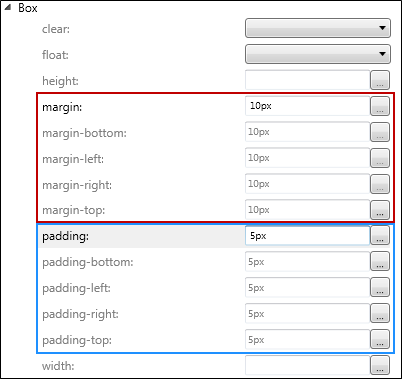 Box
clear:
float:
height: ...
margin: 10px ...
margin-bottom: 10px ...
margin-left: 10px ...
margin-right: 10px ...
margin-top: 10px ...
padding: 5px ...
padding-bottom: 5px ...
padding-left: 5px ...
padding-right: 5px ...
padding-top: 5px ...
width: ...